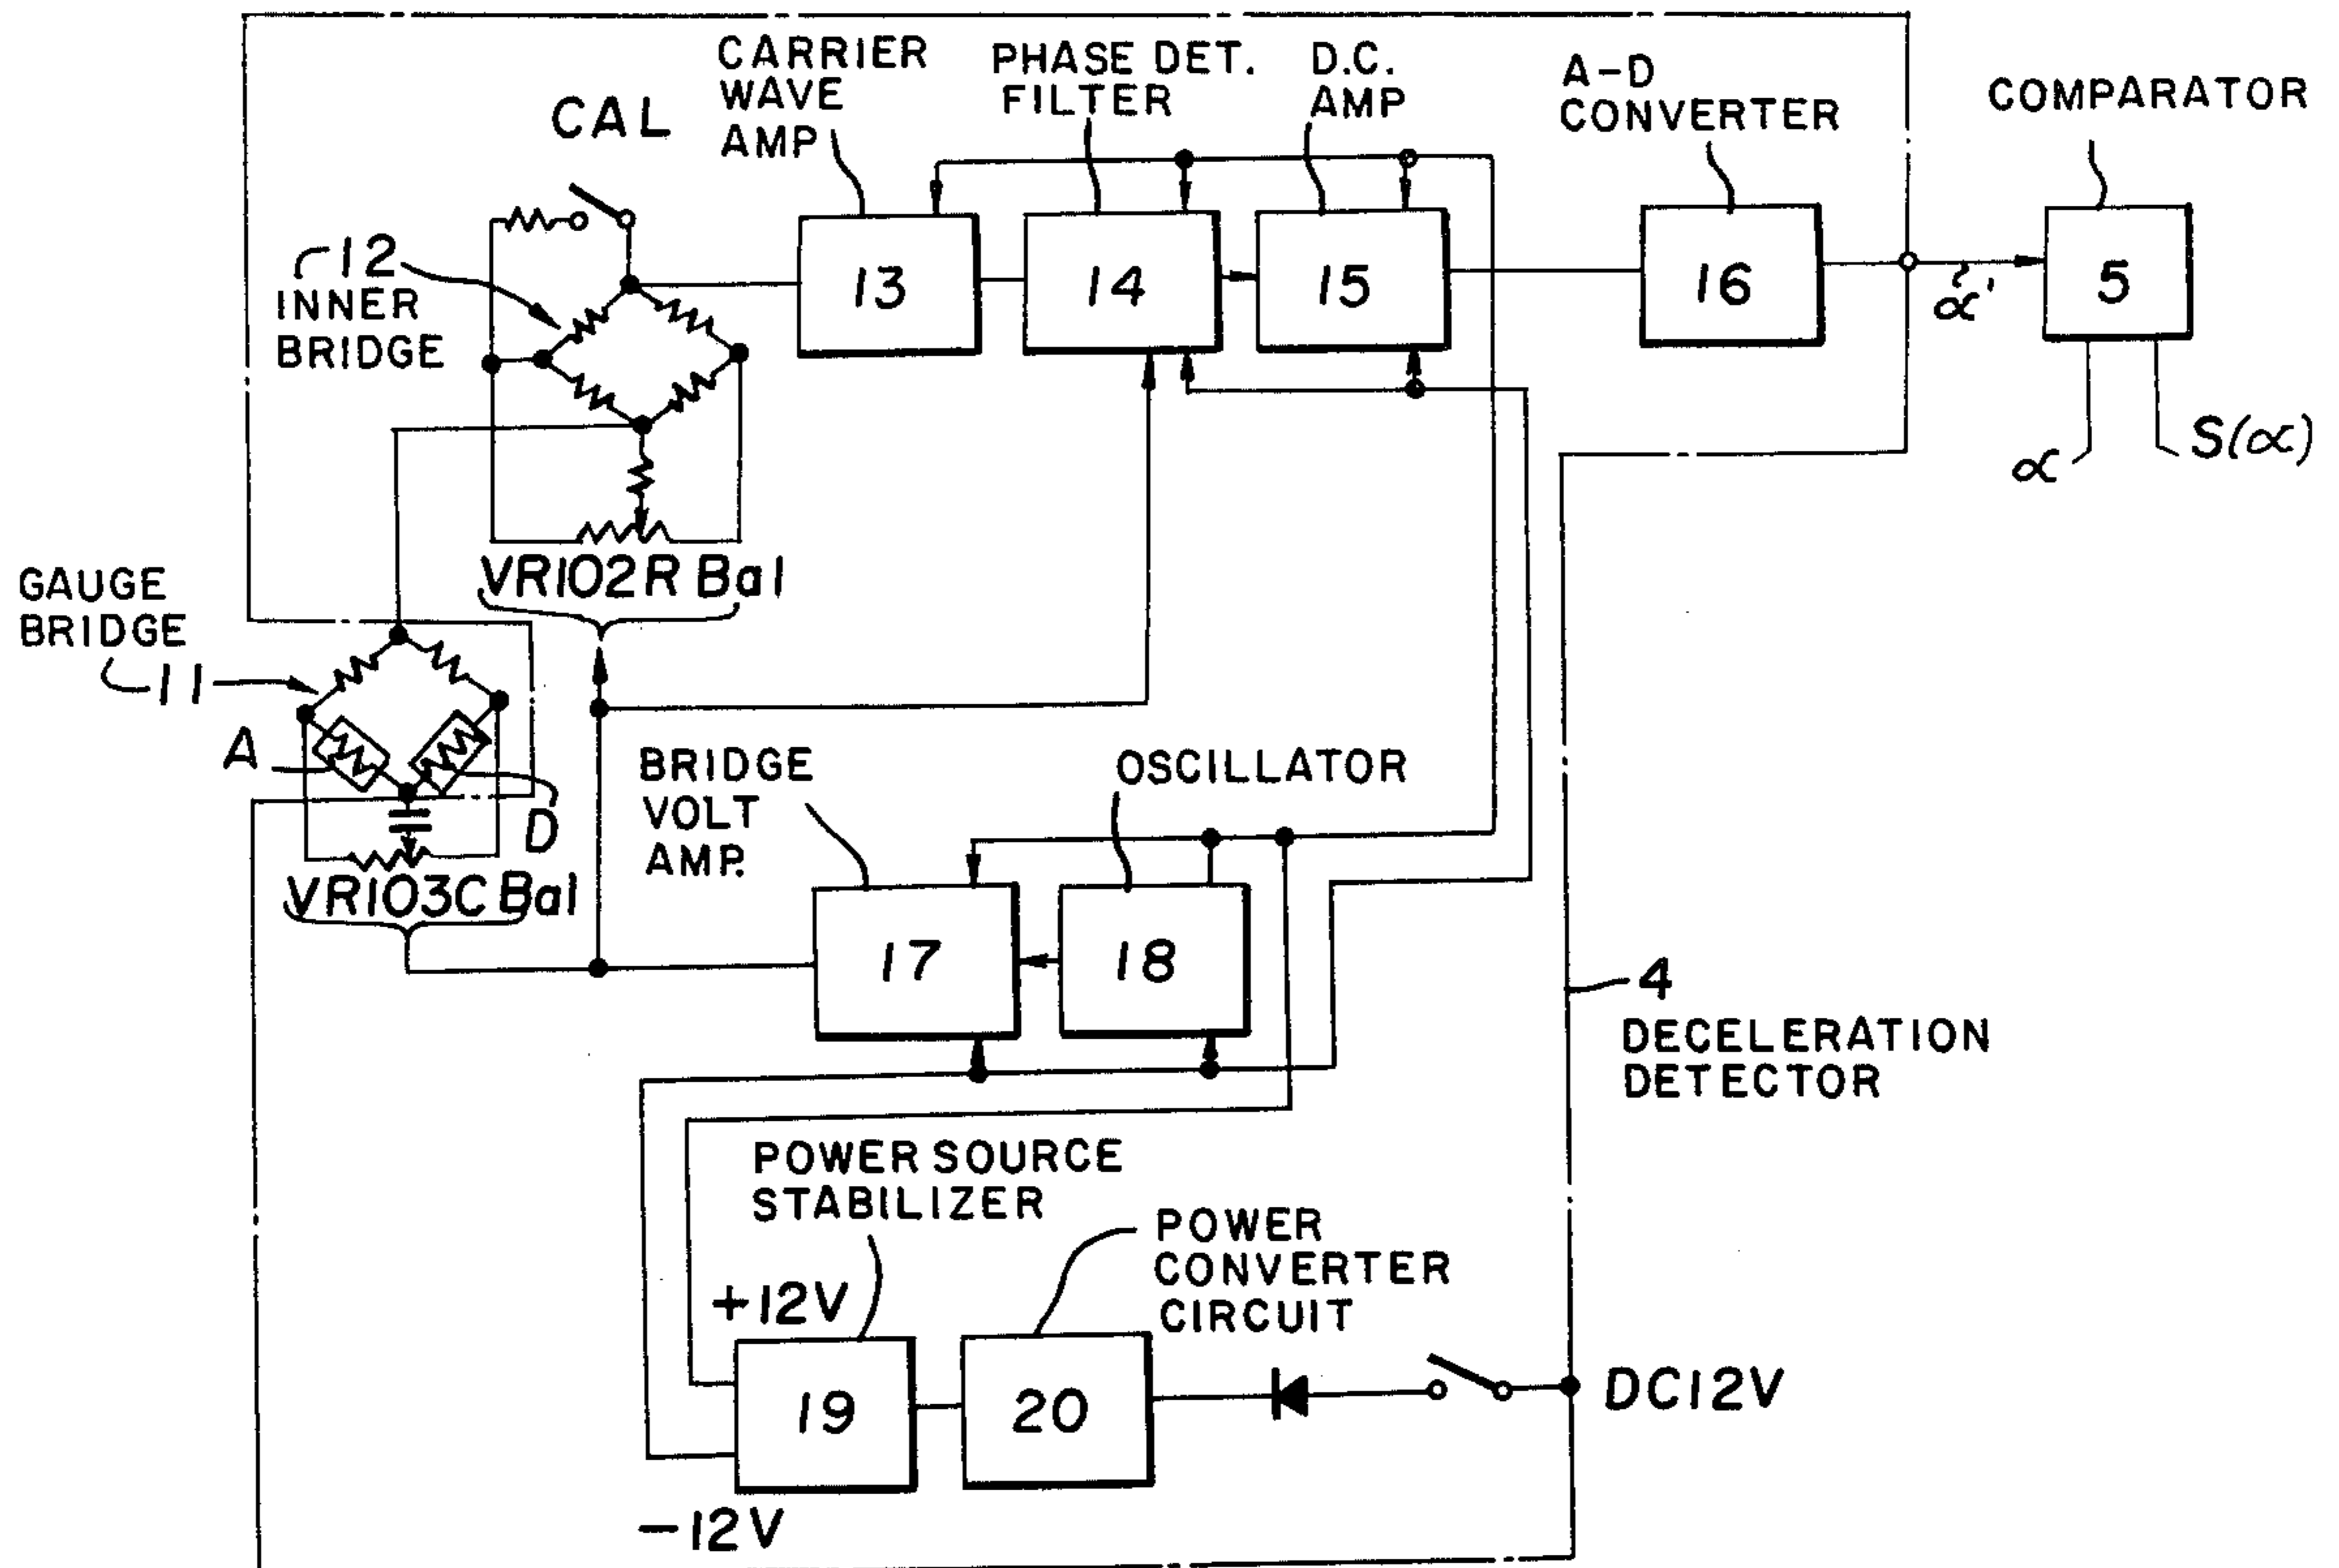 CARRIER
WAVE
AMP
PHASE DET.
FILTER
D.C.
AMP
A-D
CONVERTER
COMPARATOR
CAL
12
INNER
BRIDGE
13
14
15
16
α'
5
α
S(α)
VR102R Bal
GAUGE
BRIDGE
11
A
D
VR103C Bal
BRIDGE
VOLT
AMP.
OSCILLATOR
17
18
4
DECELERATION
DETECTOR
POWER SOURCE
STABILIZER
POWER
CONVERTER
CIRCUIT
+12V
19
20
DC12V
-12V